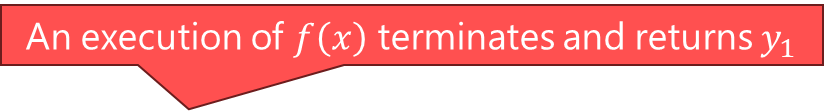 An execution of f(x) terminates and returns y₁